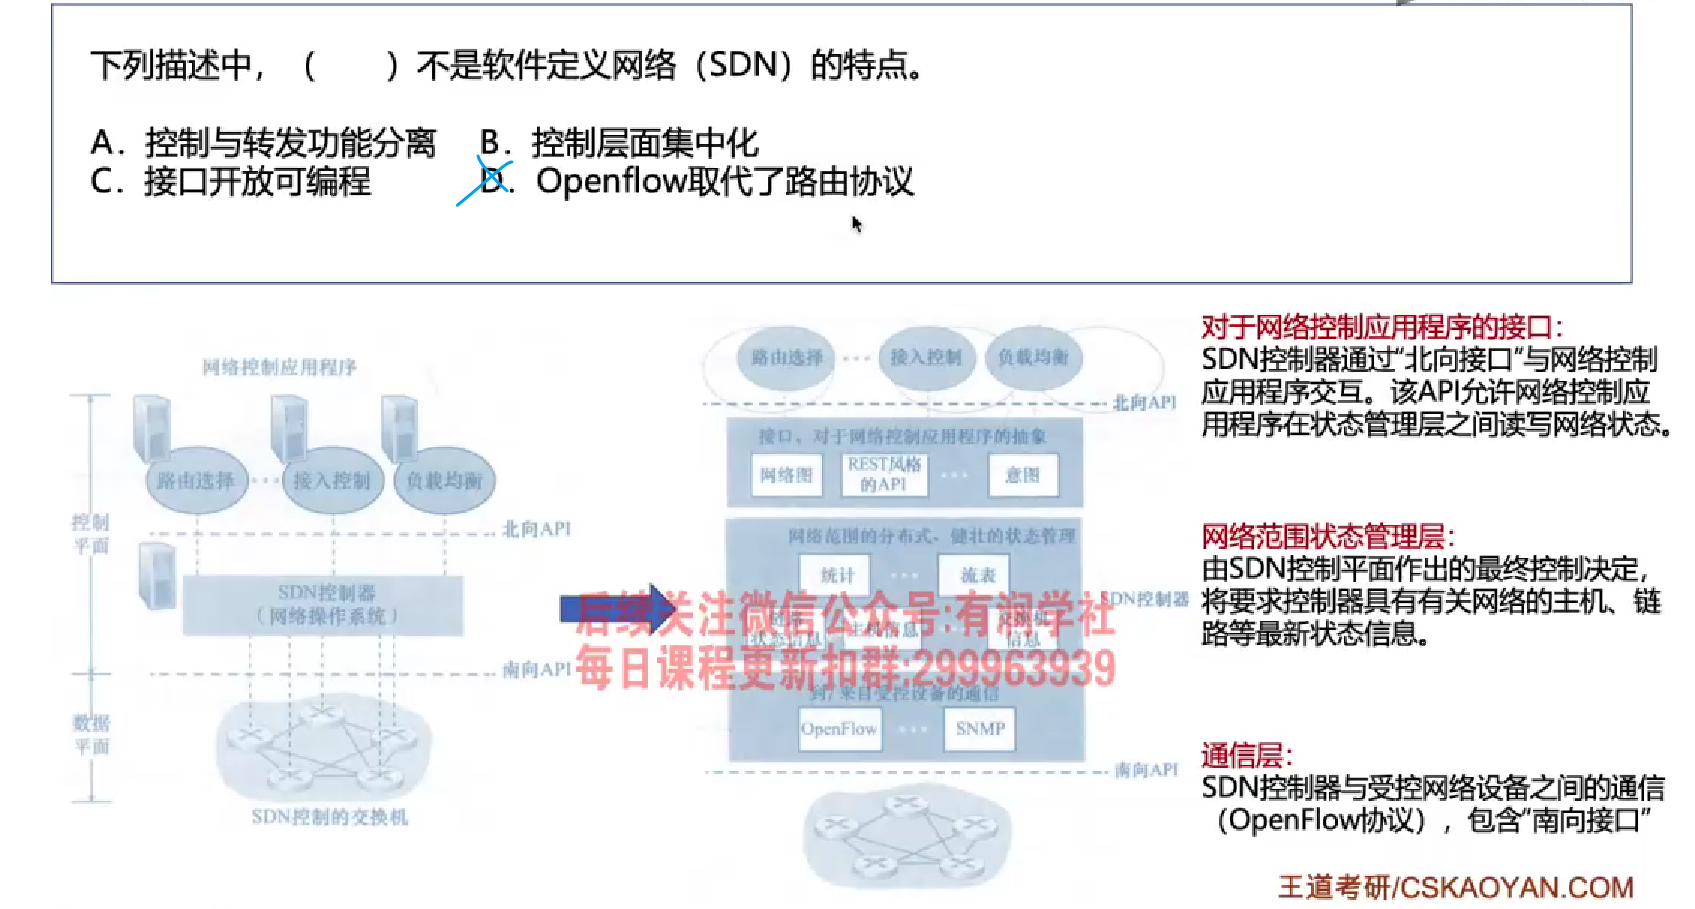 下列描述中，（　　）不是软件定义网络（SDN）的特点。
A．控制与转发功能分离　B．控制层面集中化
C．接口开放可编程　D．Openflow取代了路由协议
网络控制应用程序
路由选择 … 接入控制 负载均衡
控制
平面
北向API
SDN控制器
（网络操作系统）
南向API
数据
平面
SDN控制的交换机
路由选择 … 接入控制 负载均衡
北向API
接口、对于网络控制应用程序的抽象
网络图 REST风格的API … 意图
网络范围的分布式、健壮的状态管理
统计 … 流表
SDN控制器
链路
状态信息 主机信息 交换机
信息
到/来自受控设备的通信
OpenFlow … SNMP
南向API
后续关注微信公众号:有润学社
每日课程更新扣群:299963939
对于网络控制应用程序的接口：
SDN控制器通过“北向接口”与网络控制
应用程序交互。该API允许网络控制应
用程序在状态管理层之间读写网络状态。
网络范围状态管理层：
由SDN控制平面作出的最终控制决定，
将要求控制器具有有关网络的主机、链
路等最新状态信息。
通信层：
SDN控制器与受控网络设备之间的通信
（OpenFlow协议），包含“南向接口”
王道考研/CSKAOYAN.COM